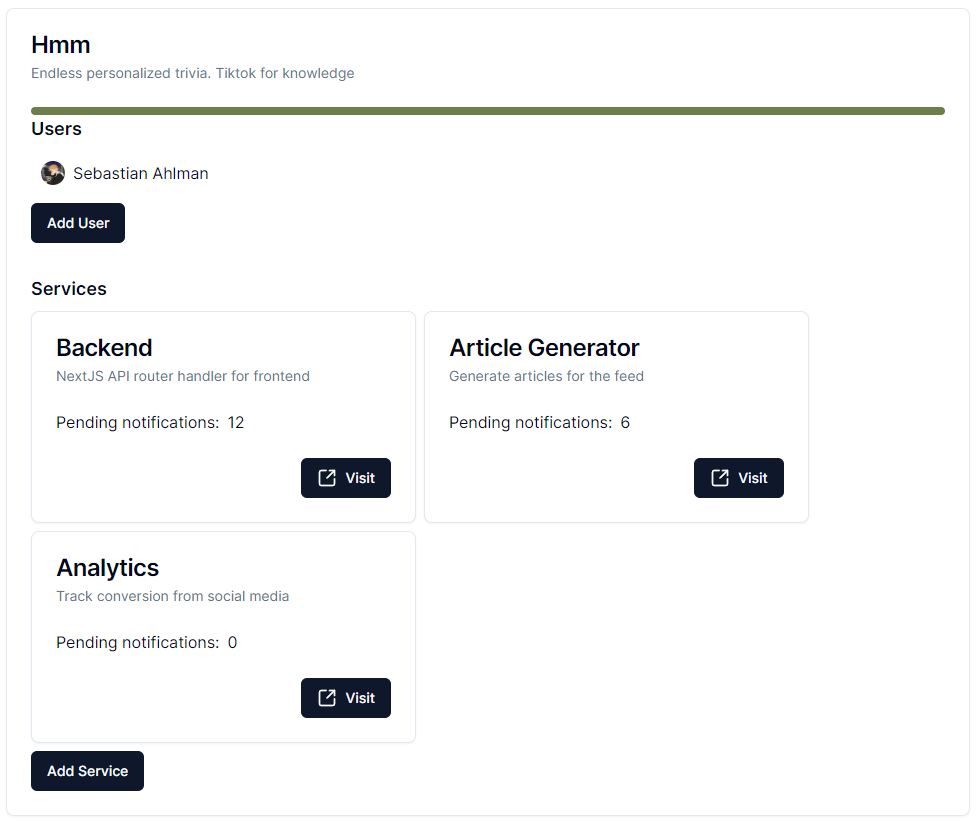 Hmm
Endless personalized trivia. Tiktok for knowledge
Users
Sebastian Ahlman
Add User
Services
Backend
NextJS API router handler for frontend
Pending notifications: 12
Visit
Article Generator
Generate articles for the feed
Pending notifications: 6
Visit
Analytics
Track conversion from social media
Pending notifications: 0
Visit
Add Service